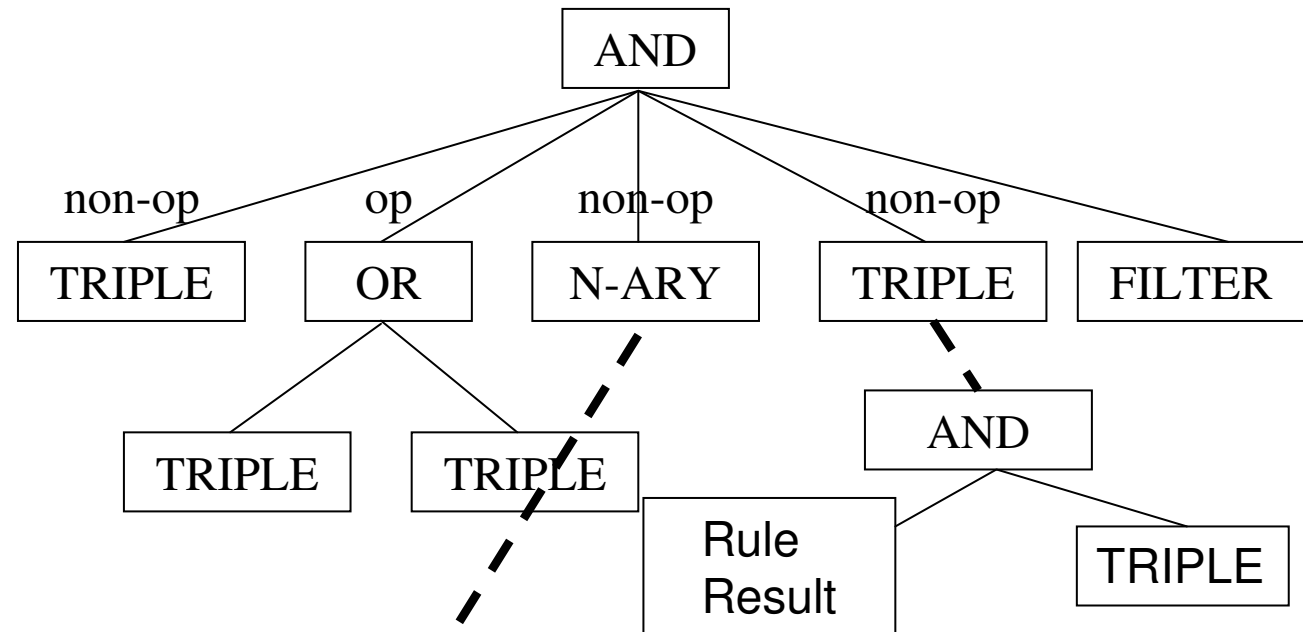 AND
non-op op non-op non-op
TRIPLE OR N-ARY TRIPLE FILTER
AND
TRIPLE TRIPLE
Rule
Result
TRIPLE